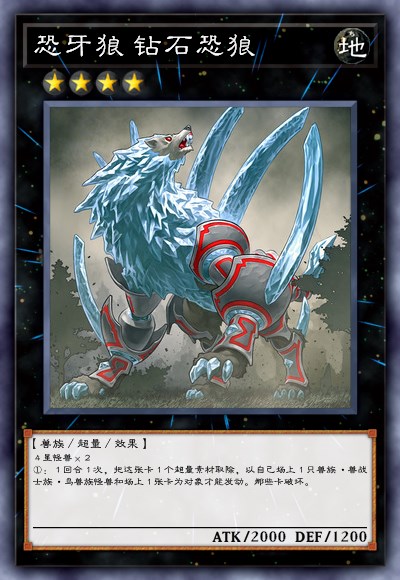 恐牙狼 钻石恐狼
地
【兽族／超量／效果】
4星怪兽×2
①：1回合1次，把这张卡1个超量素材取除，以自己场上1只兽族·兽战
士族·鸟兽族怪兽和场上1张卡为对象才能发动。那些卡破坏。
ATK/2000 DEF/1200